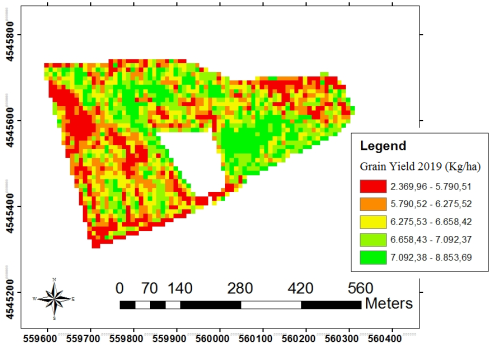 4545800
4545600
4545400
4545200
Legend
Grain Yield 2019 (Kg/ha)
2.369,96 - 5.790,51
5.790,52 - 6.275,52
6.275,53 - 6.658,42
6.658,43 - 7.092,37
7.092,38 - 8.853,69
N
W
E
S
0 70 140 280 420 560
Meters
559600 559700 559800 559900 560000 560100 560200 560300 560400